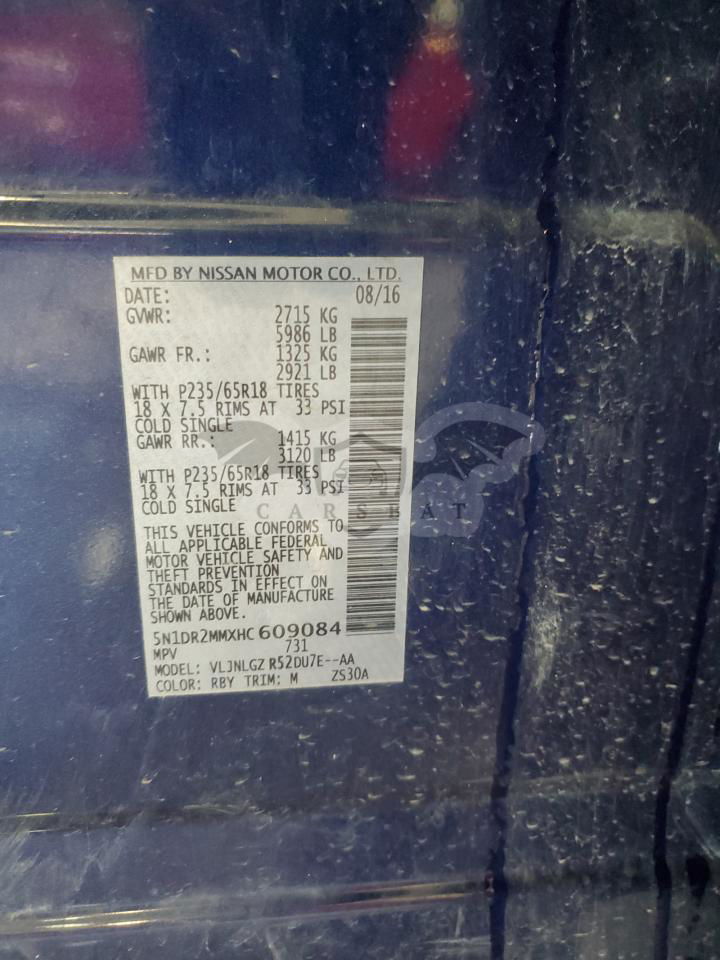 MFD BY NISSAN MOTOR CO., LTD.
DATE: 08/16
GVWR: 2715 KG
5986 LB
GAWR FR.: 1325 KG
2921 LB
WITH P235/65R18 TIRES
18 X 7.5 RIMS AT 33 PSI
COLD SINGLE
GAWR RR.: 1415 KG
3120 LB
WITH P235/65R18 TIRES
18 X 7.5 RIMS AT 33 PSI
COLD SINGLE
CARSBAT
THIS VEHICLE CONFORMS TO
ALL APPLICABLE FEDERAL
MOTOR VEHICLE SAFETY AND
THEFT PREVENTION
STANDARDS IN EFFECT ON
THE DATE OF MANUFACTURE
SHOWN ABOVE.
5N1DR2MMXHC 609084
MPV 731
MODEL: VLJNLGZ R52DU7E--AA
COLOR: RBY TRIM: M ZS30A